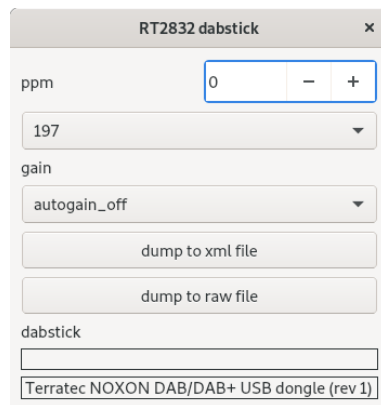 RT2832 dabstick ×
ppm 0 − +
197
gain
autogain_off
dump to xml file
dump to raw file
dabstick
Terratec NOXON DAB/DAB+ USB dongle (rev 1)